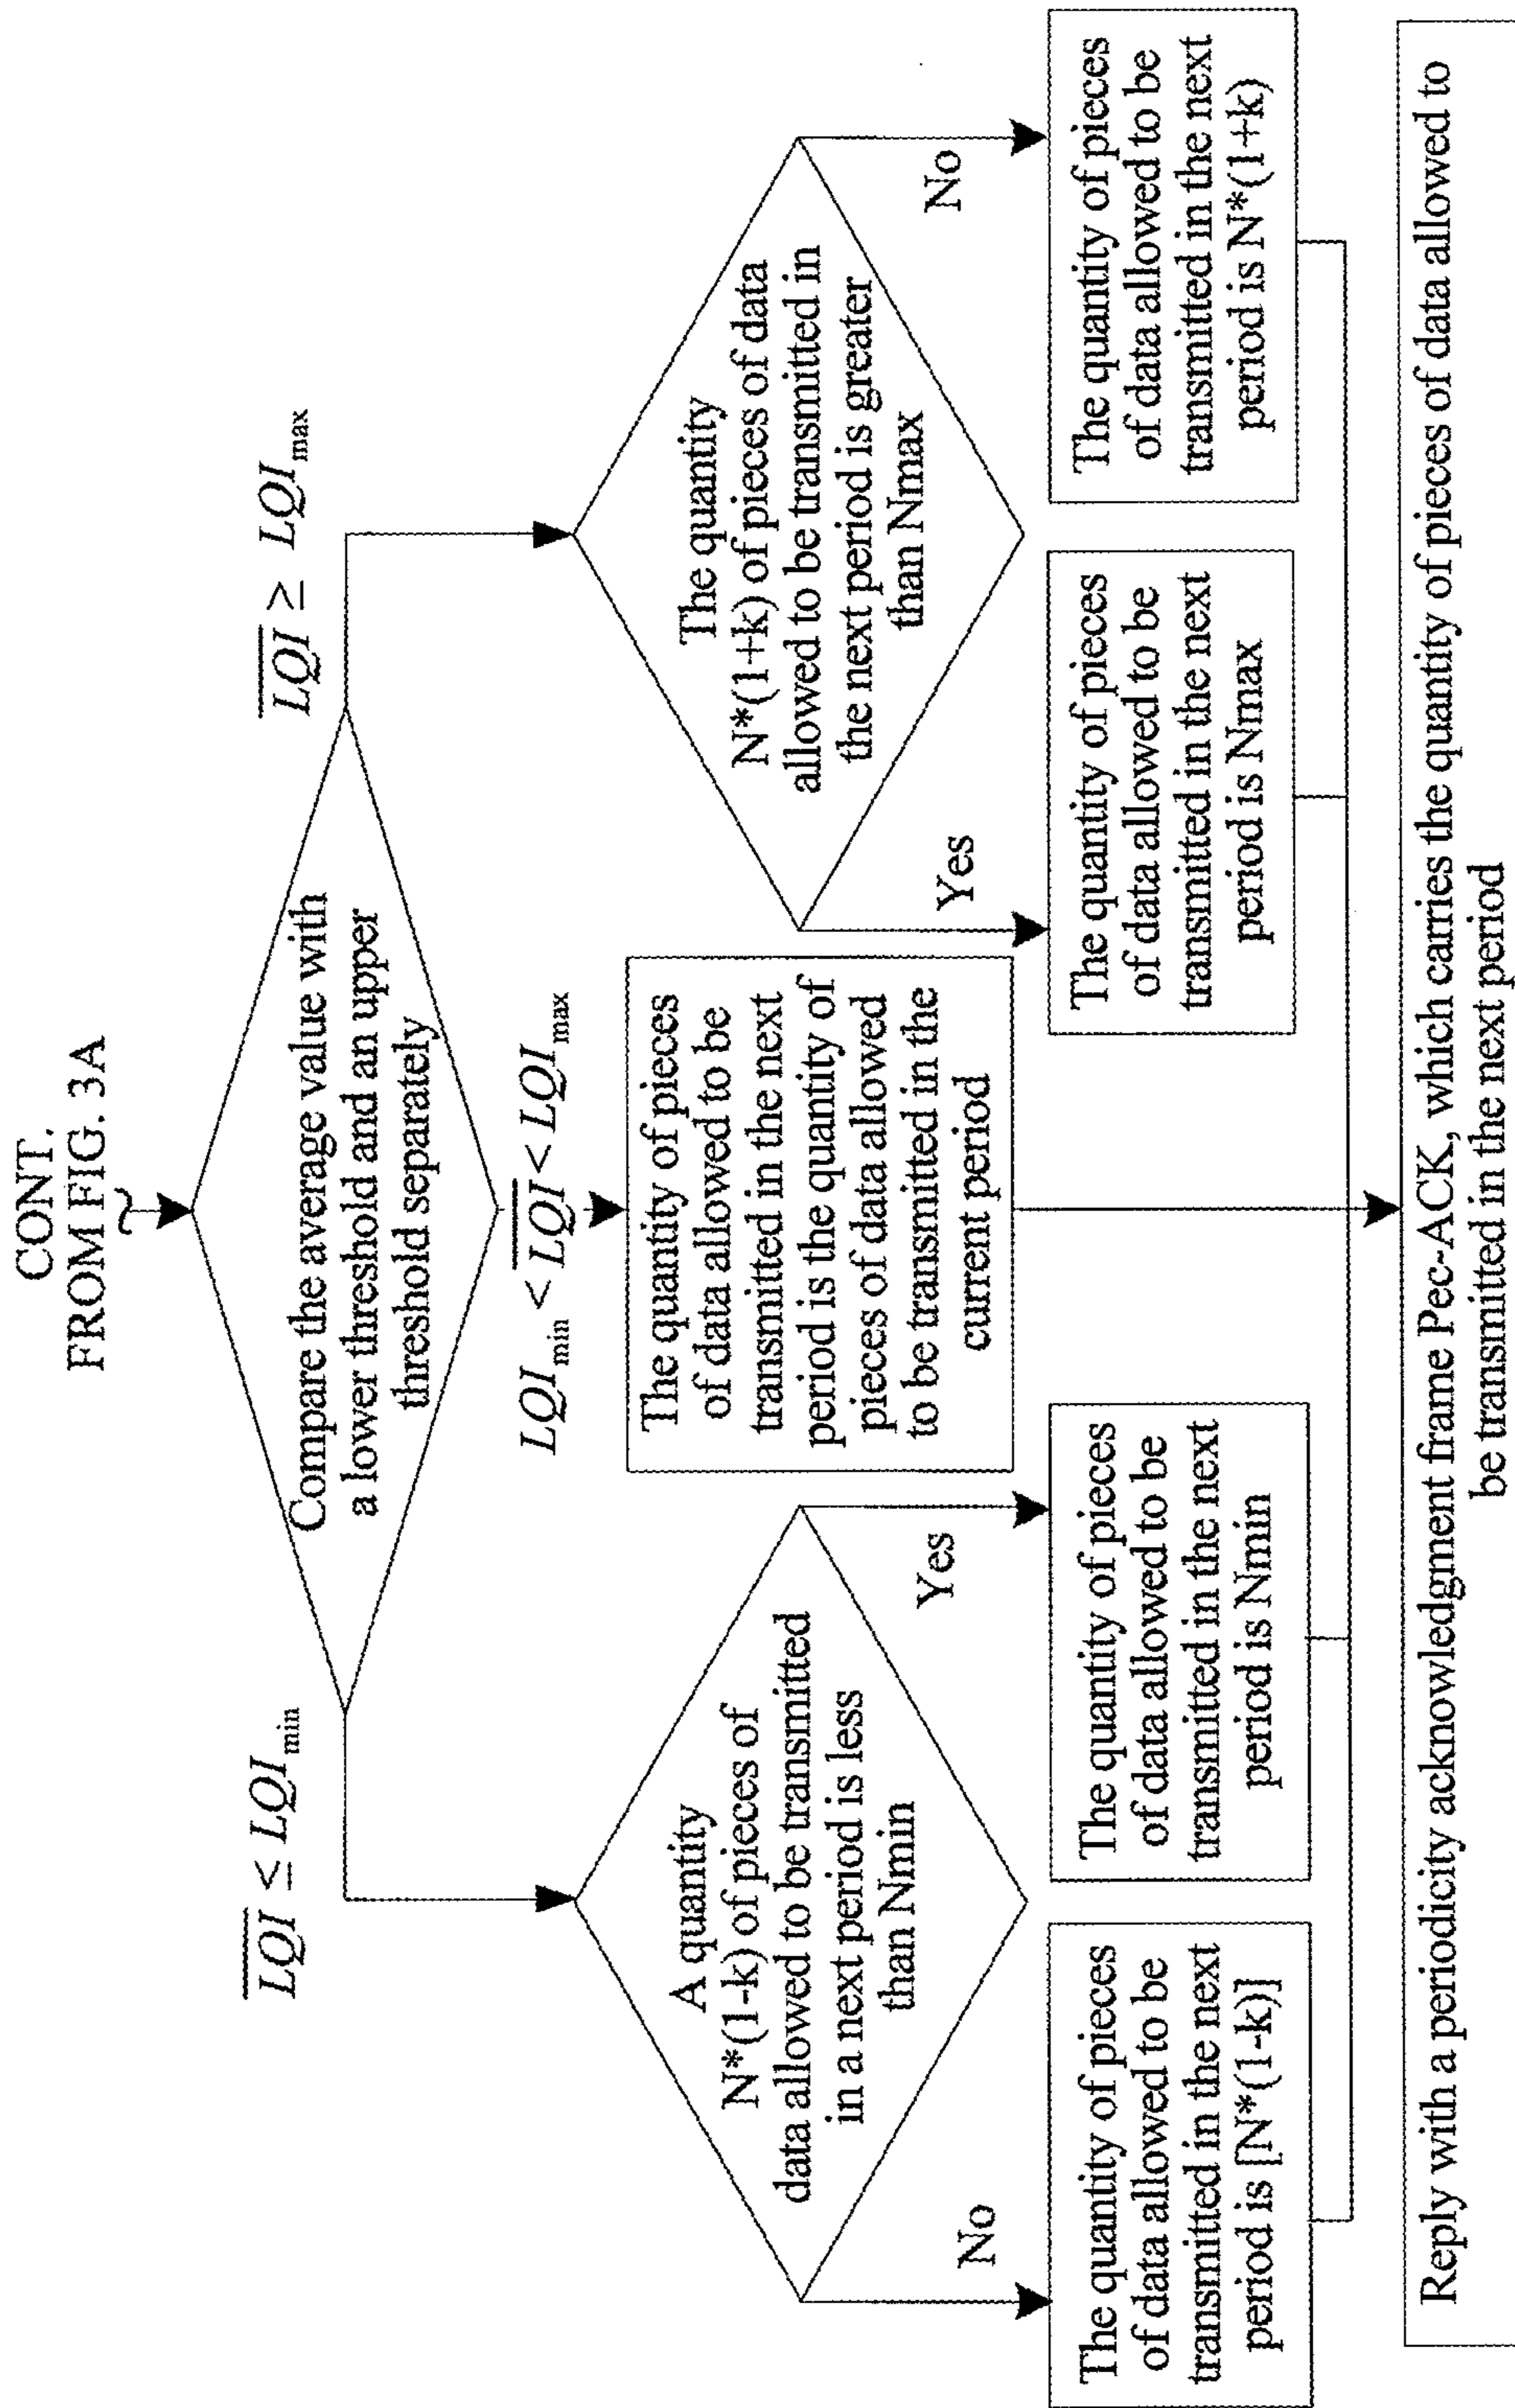 CONT.
FROM FIG. 3A
Compare the average value with
a lower threshold and an upper
threshold separately
L̅Q̅I̅ ≤ LQI_min
L̅Q̅I̅ ≥ LQI_max
LQI_min < L̅Q̅I̅ < LQI_max
A quantity
N*(1-k) of pieces of
data allowed to be transmitted
in a next period is less
than Nmin
The quantity of pieces
of data allowed to be
transmitted in the next
period is the quantity of
pieces of data allowed
to be transmitted in the
current period
The quantity
N*(1+k) of pieces of data
allowed to be transmitted in
the next period is greater
than Nmax
No
Yes
Yes
No
The quantity of pieces
of data allowed to be
transmitted in the next
period is [N*(1-k)]
The quantity of pieces
of data allowed to be
transmitted in the next
period is Nmin
The quantity of pieces
of data allowed to be
transmitted in the next
period is Nmax
The quantity of pieces
of data allowed to be
transmitted in the next
period is N*(1+k)
Reply with a periodicity acknowledgment frame Pec-ACK, which carries the quantity of pieces of data allowed to
be transmitted in the next period